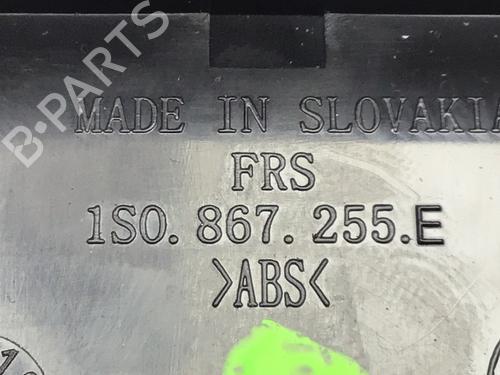 B-PARTS
MADE IN SLOVAKIA
FRS
1S0.867.255.E
>ABS<